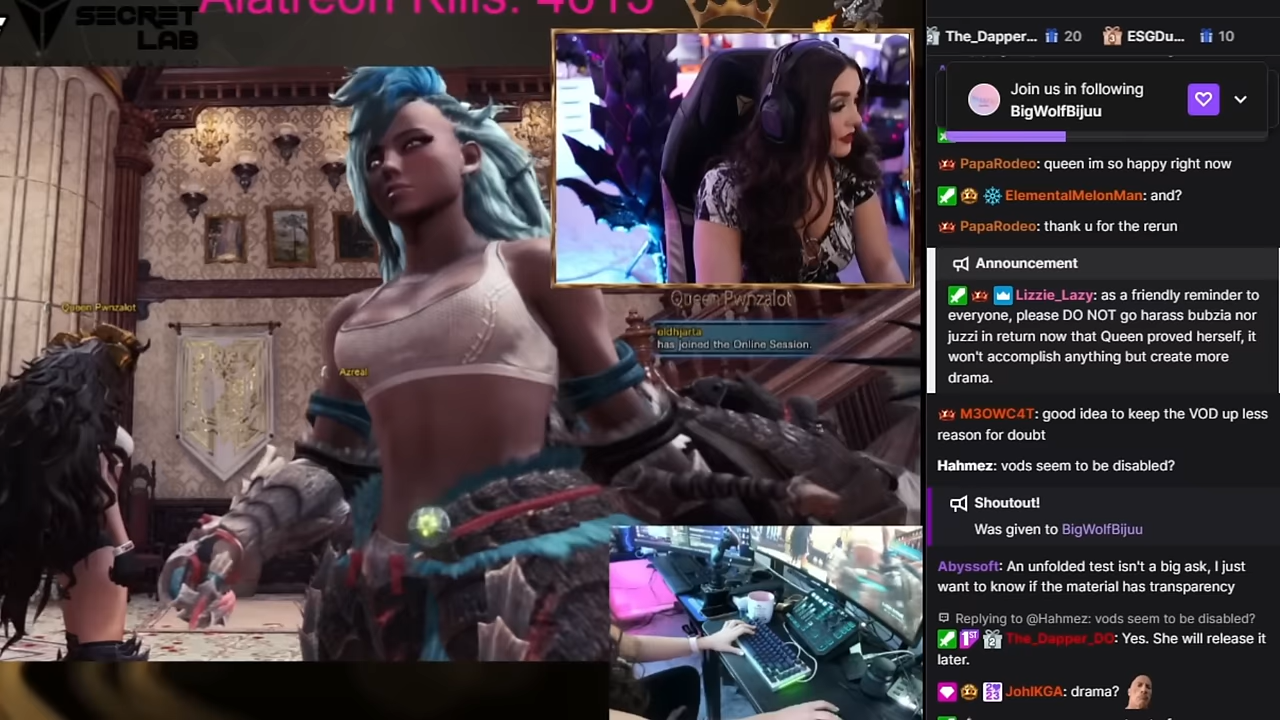 Alatreon Kills: 4615
SECRET
LAB
Queen Pwnzalot
Azreal
Queen Pwnzalot
eldhjarta
has joined the Online Session.
The_Dapper... 20 ESGDu... 10
Join us in following
BigWolfBijuu
PapaRodeo: queen im so happy right now
ElementalMelonMan: and?
PapaRodeo: thank u for the rerun
Announcement
Lizzie_Lazy: as a friendly reminder to
everyone, please DO NOT go harass bubzia nor
juzzi in return now that Queen proved herself, it
won't accomplish anything but create more
drama.
M3OWC4T: good idea to keep the VOD up less
reason for doubt
Hahmez: vods seem to be disabled?
Shoutout!
Was given to BigWolfBijuu
Abyssoft: An unfolded test isn't a big ask, I just
want to know if the material has transparency
Replying to @Hahmez: vods seem to be disabled?
The_Dapper_DO: Yes. She will release it
later.
JohlKGA: drama?